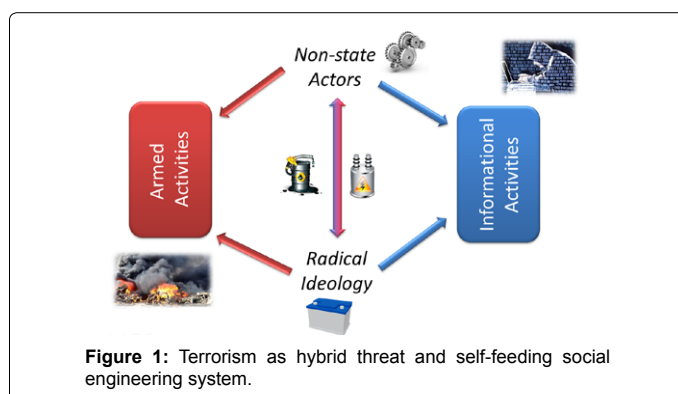 Non-state
Actors
Armed
Activities
Informational
Activities
Radical
Ideology
Figure 1: Terrorism as hybrid threat and self-feeding social
engineering system.